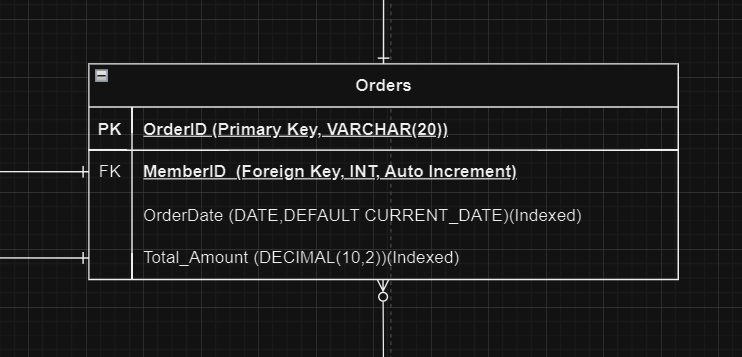 Orders
PK OrderID (Primary Key, VARCHAR(20))
FK MemberID (Foreign Key, INT, Auto Increment)
OrderDate (DATE,DEFAULT CURRENT_DATE)(Indexed)
Total_Amount (DECIMAL(10,2))(Indexed)